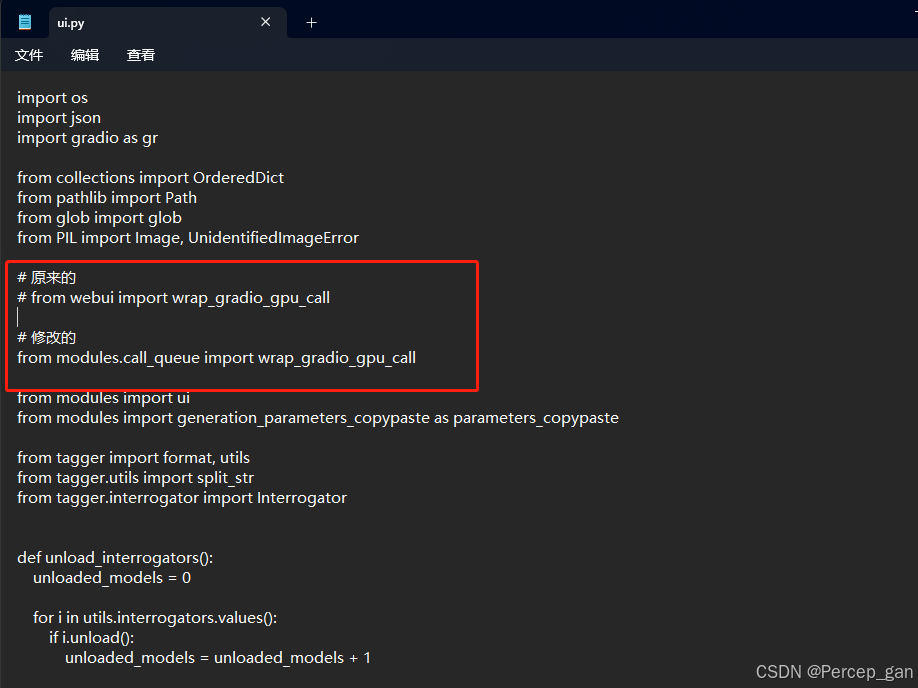 ui.py
文件 编辑 查看
import os
import json
import gradio as gr
from collections import OrderedDict
from pathlib import Path
from glob import glob
from PIL import Image, UnidentifiedImageError
# 原来的
# from webui import wrap_gradio_gpu_call
# 修改的
from modules.call_queue import wrap_gradio_gpu_call
from modules import ui
from modules import generation_parameters_copypaste as parameters_copypaste
from tagger import format, utils
from tagger.utils import split_str
from tagger.interrogator import Interrogator
def unload_interrogators():
    unloaded_models = 0
    for i in utils.interrogators.values():
        if i.unload():
            unloaded_models = unloaded_models + 1
CSDN @Percep_gan